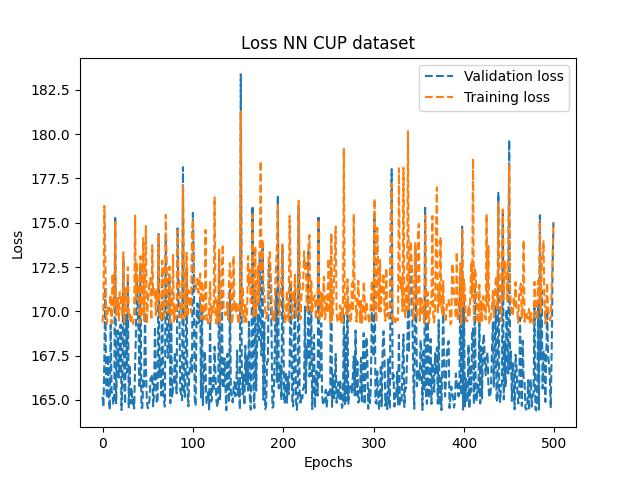 Loss NN CUP dataset
Validation loss
Training loss
Loss
182.5
180.0
177.5
175.0
172.5
170.0
167.5
165.0
0 100 200 300 400 500
Epochs